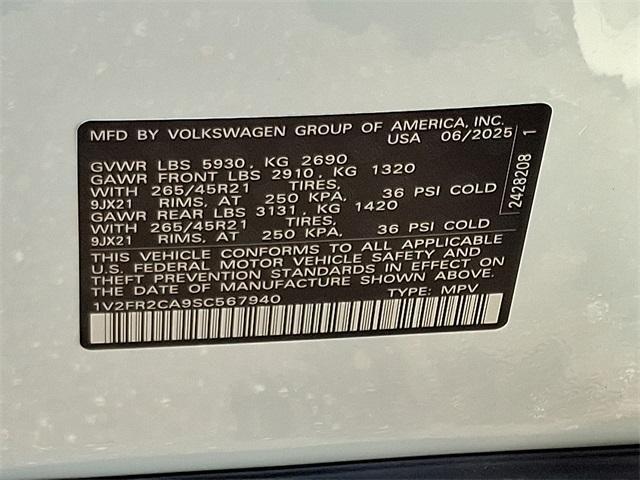 MFD BY VOLKSWAGEN GROUP OF AMERICA, INC.
USA 06/2025
GVWR LBS 5930, KG 2690
GAWR FRONT LBS 2910, KG 1320
WITH 265/45R21 TIRES,
9JX21 RIMS, AT 250 KPA, 36 PSI COLD
GAWR REAR LBS 3131, KG 1420
WITH 265/45R21 TIRES,
9JX21 RIMS, AT 250 KPA, 36 PSI COLD
THIS VEHICLE CONFORMS TO ALL APPLICABLE
U.S. FEDERAL MOTOR VEHICLE SAFETY AND
THEFT PREVENTION STANDARDS IN EFFECT ON
THE DATE OF MANUFACTURE SHOWN ABOVE.
1V2FR2CA9SC567940 TYPE: MPV
2428208 1